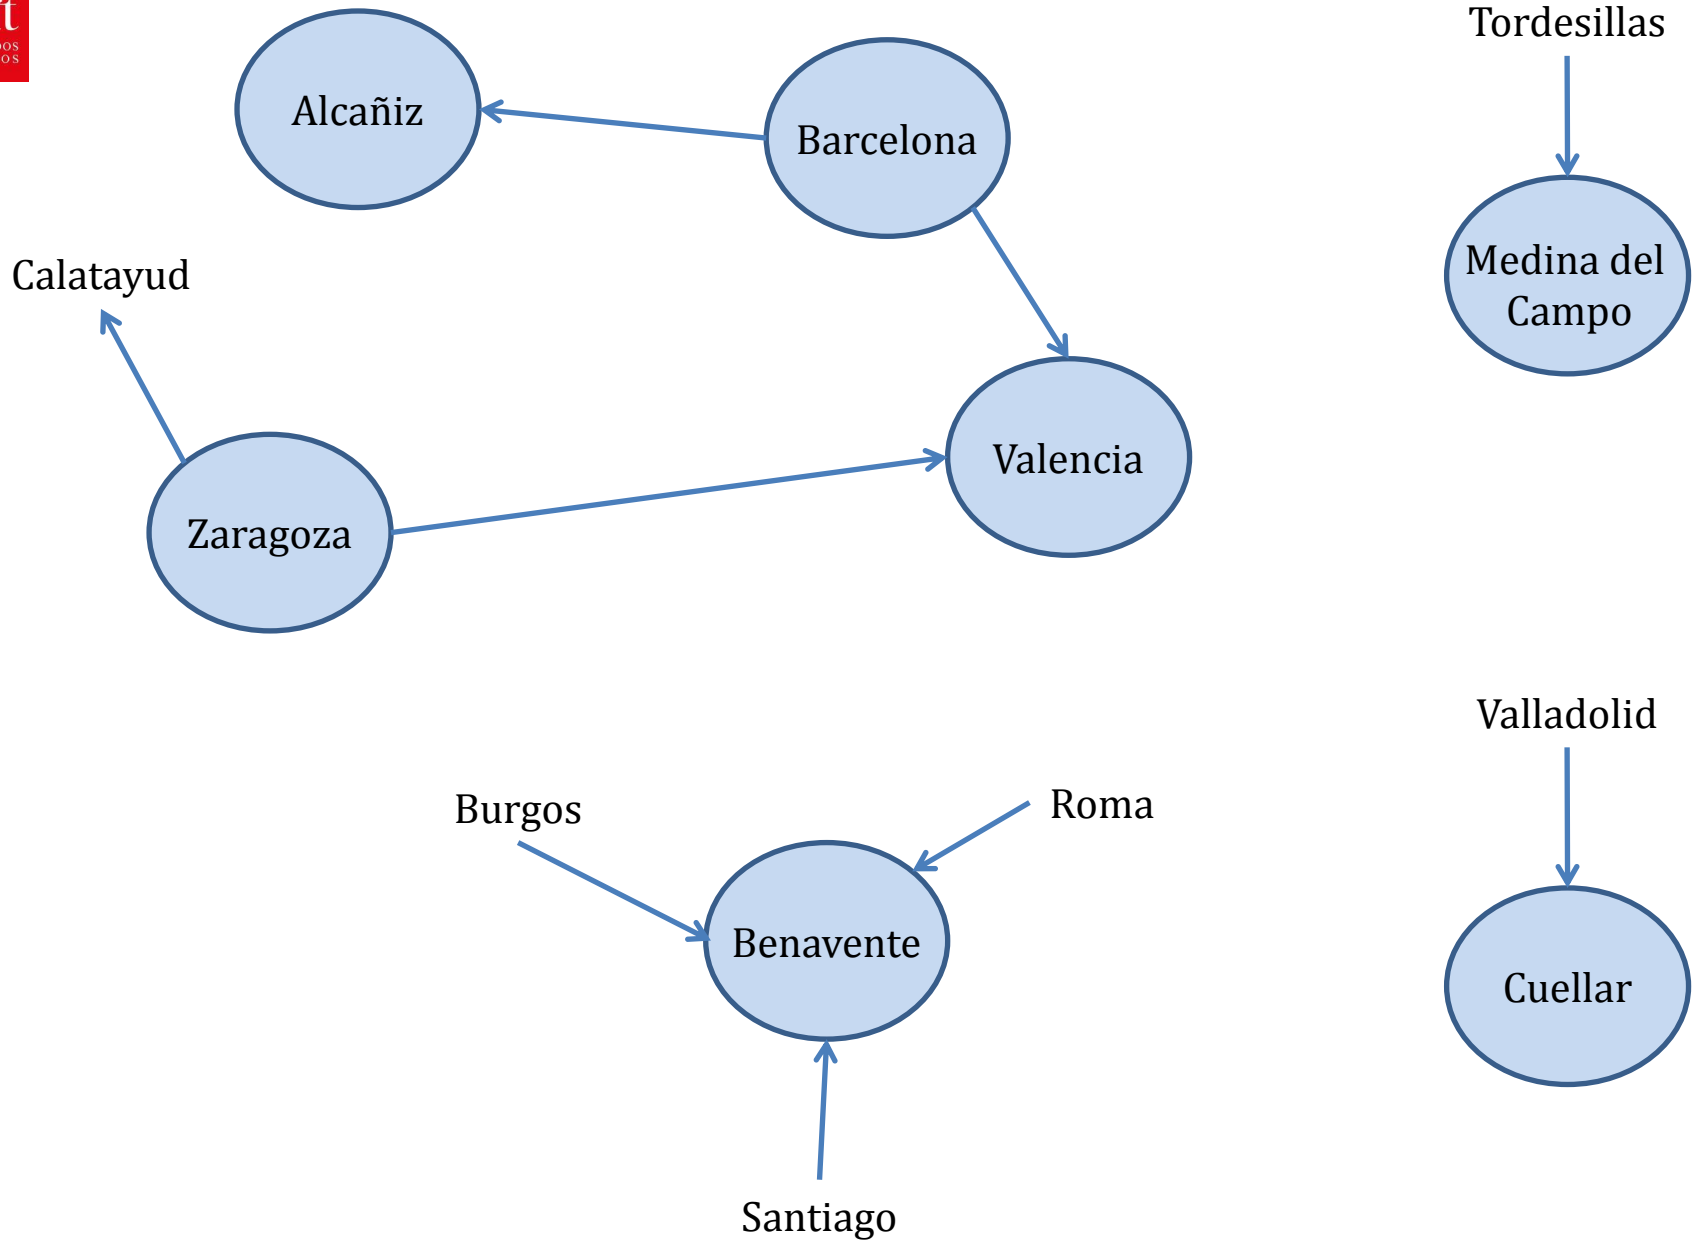 Tordesillas
Alcañiz
Barcelona
Medina del
Campo
Calatayud
Valencia
Zaragoza
Valladolid
Burgos
Roma
Benavente
Cuellar
Santiago